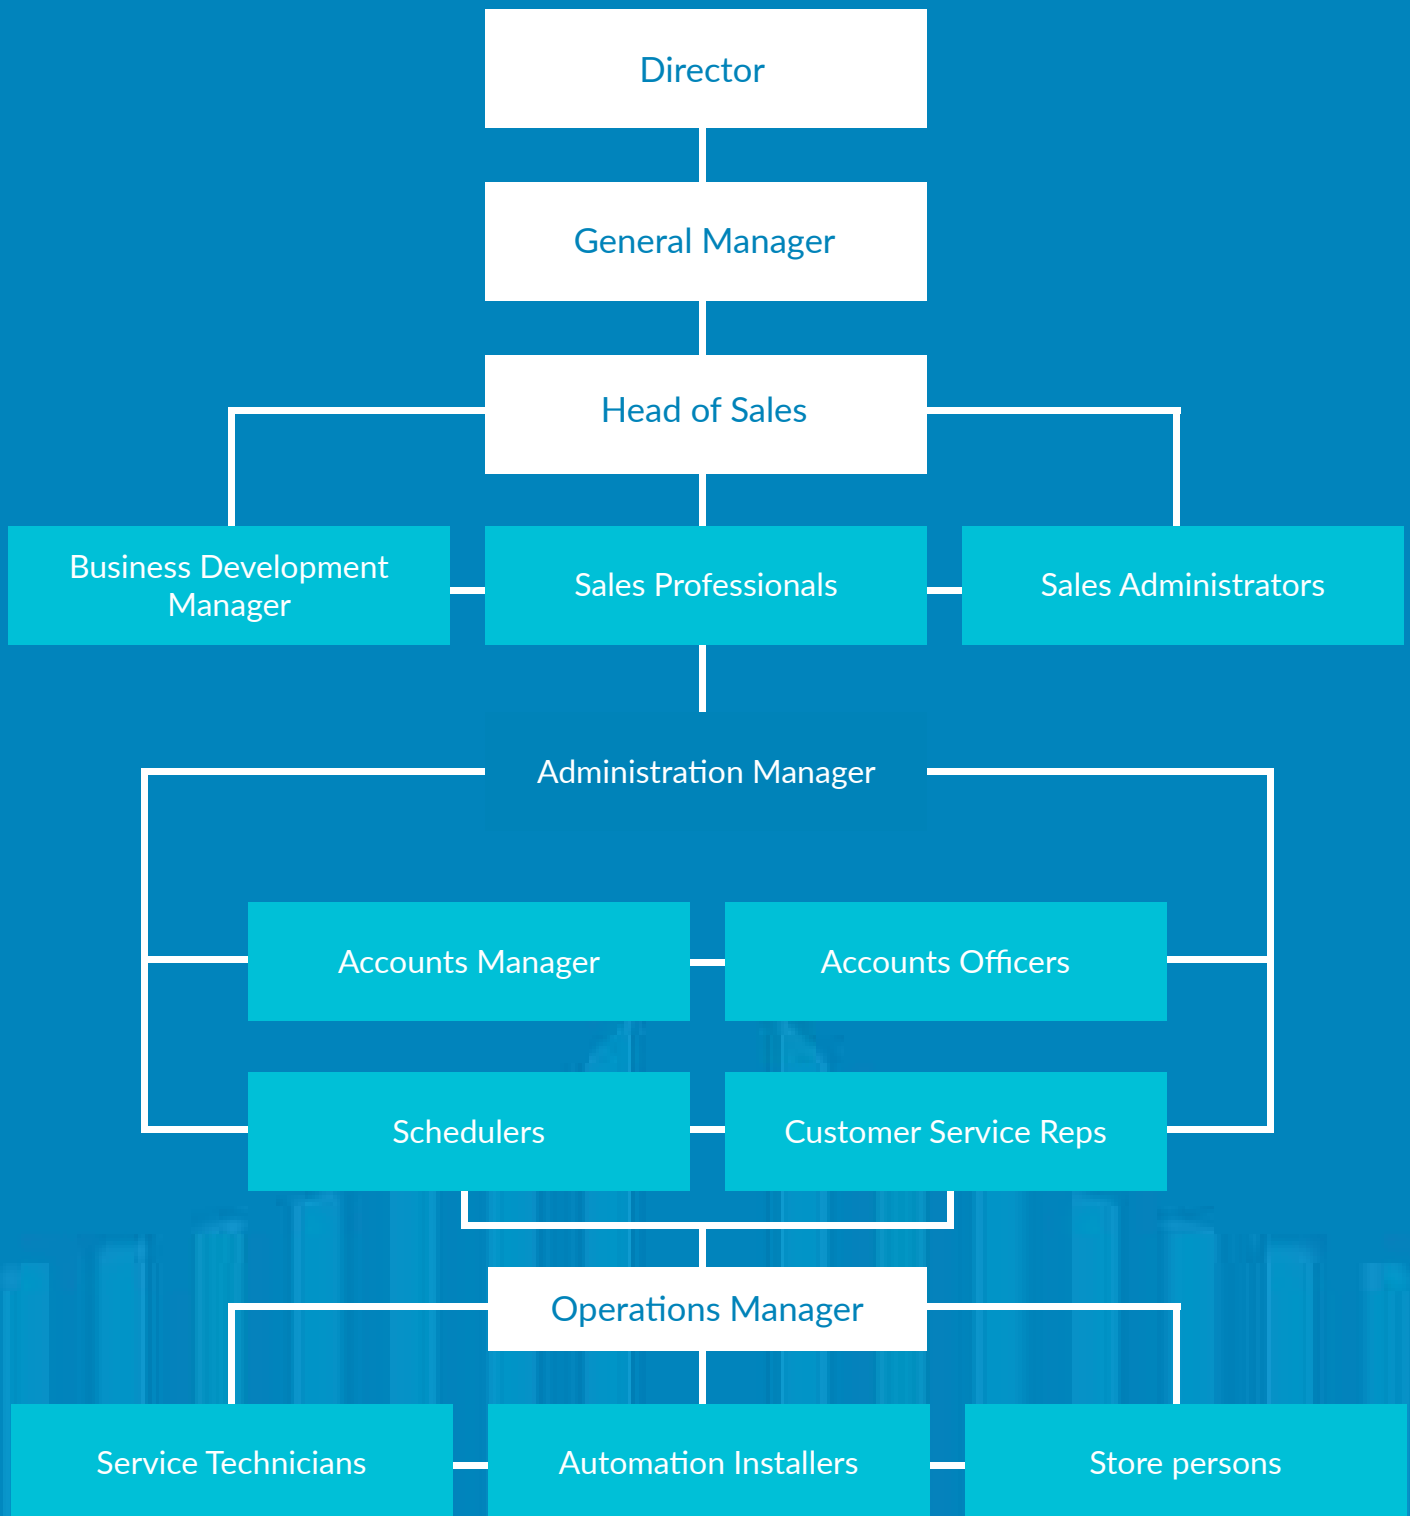 Director
General Manager
Head of Sales
Business Development
Manager
Sales Professionals
Sales Administrators
Administration Manager
Accounts Manager
Accounts Officers
Schedulers
Customer Service Reps
Operations Manager
Service Technicians
Automation Installers
Store persons